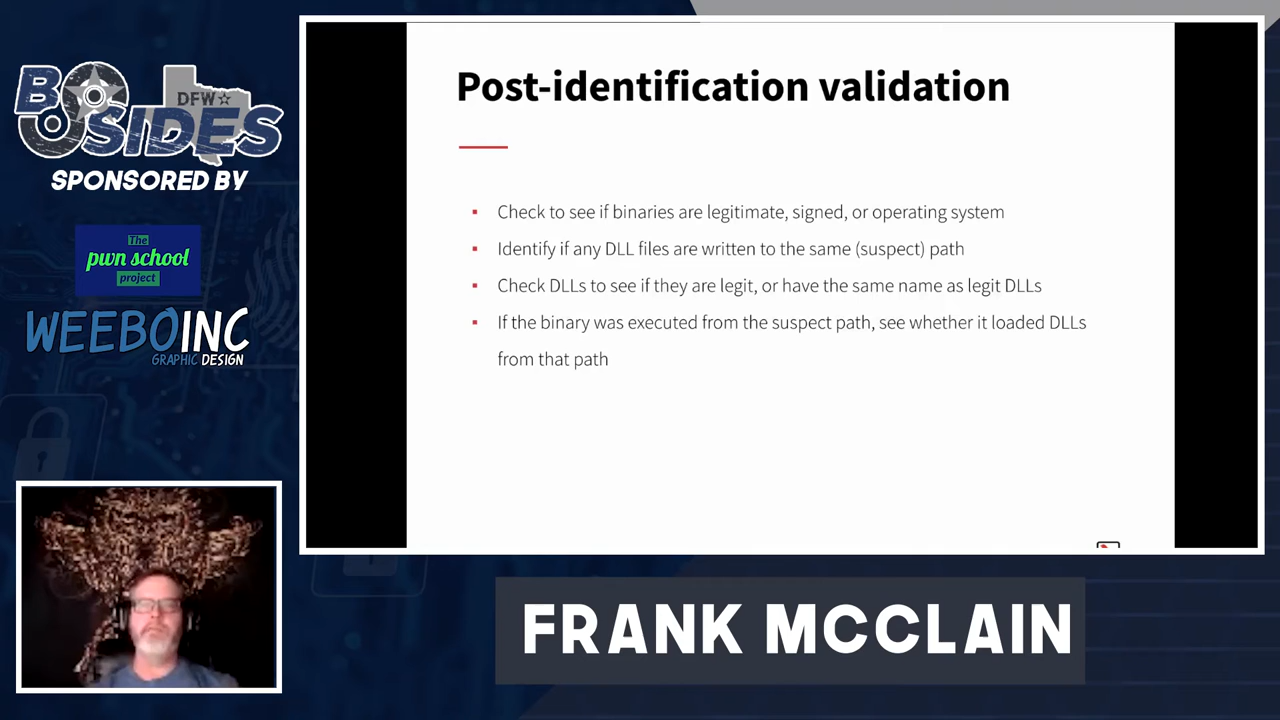 BSIDES
DFW
SPONSORED BY
The
pwn school
project
WEEBOINC
GRAPHIC DESIGN
Post-identification validation
▪ Check to see if binaries are legitimate, signed, or operating system
▪ Identify if any DLL files are written to the same (suspect) path
▪ Check DLLs to see if they are legit, or have the same name as legit DLLs
▪ If the binary was executed from the suspect path, see whether it loaded DLLs
from that path
FRANK MCCLAIN